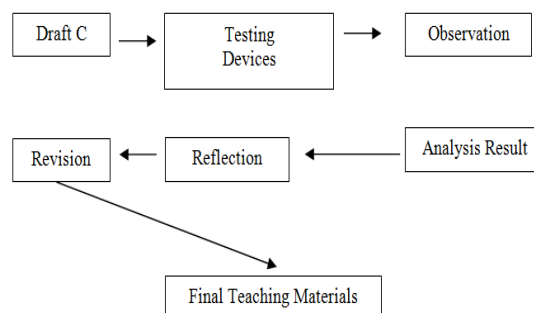 Draft C
Testing
Devices
Observation
Revision
Reflection
Analysis Result
Final Teaching Materials